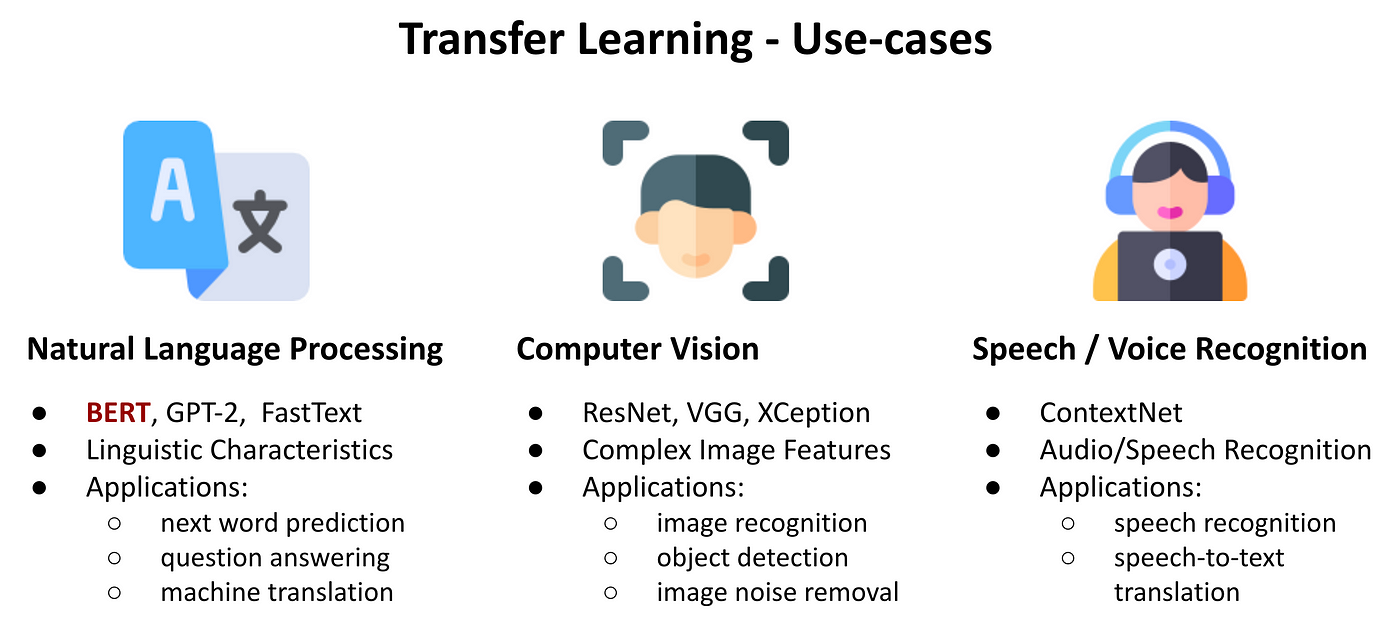 Transfer Learning - Use-cases
A
文
Natural Language Processing
● BERT, GPT-2, FastText
● Linguistic Characteristics
● Applications:
○ next word prediction
○ question answering
○ machine translation
Computer Vision
● ResNet, VGG, XCeption
● Complex Image Features
● Applications:
○ image recognition
○ object detection
○ image noise removal
Speech / Voice Recognition
● ContextNet
● Audio/Speech Recognition
● Applications:
○ speech recognition
○ speech-to-text
translation